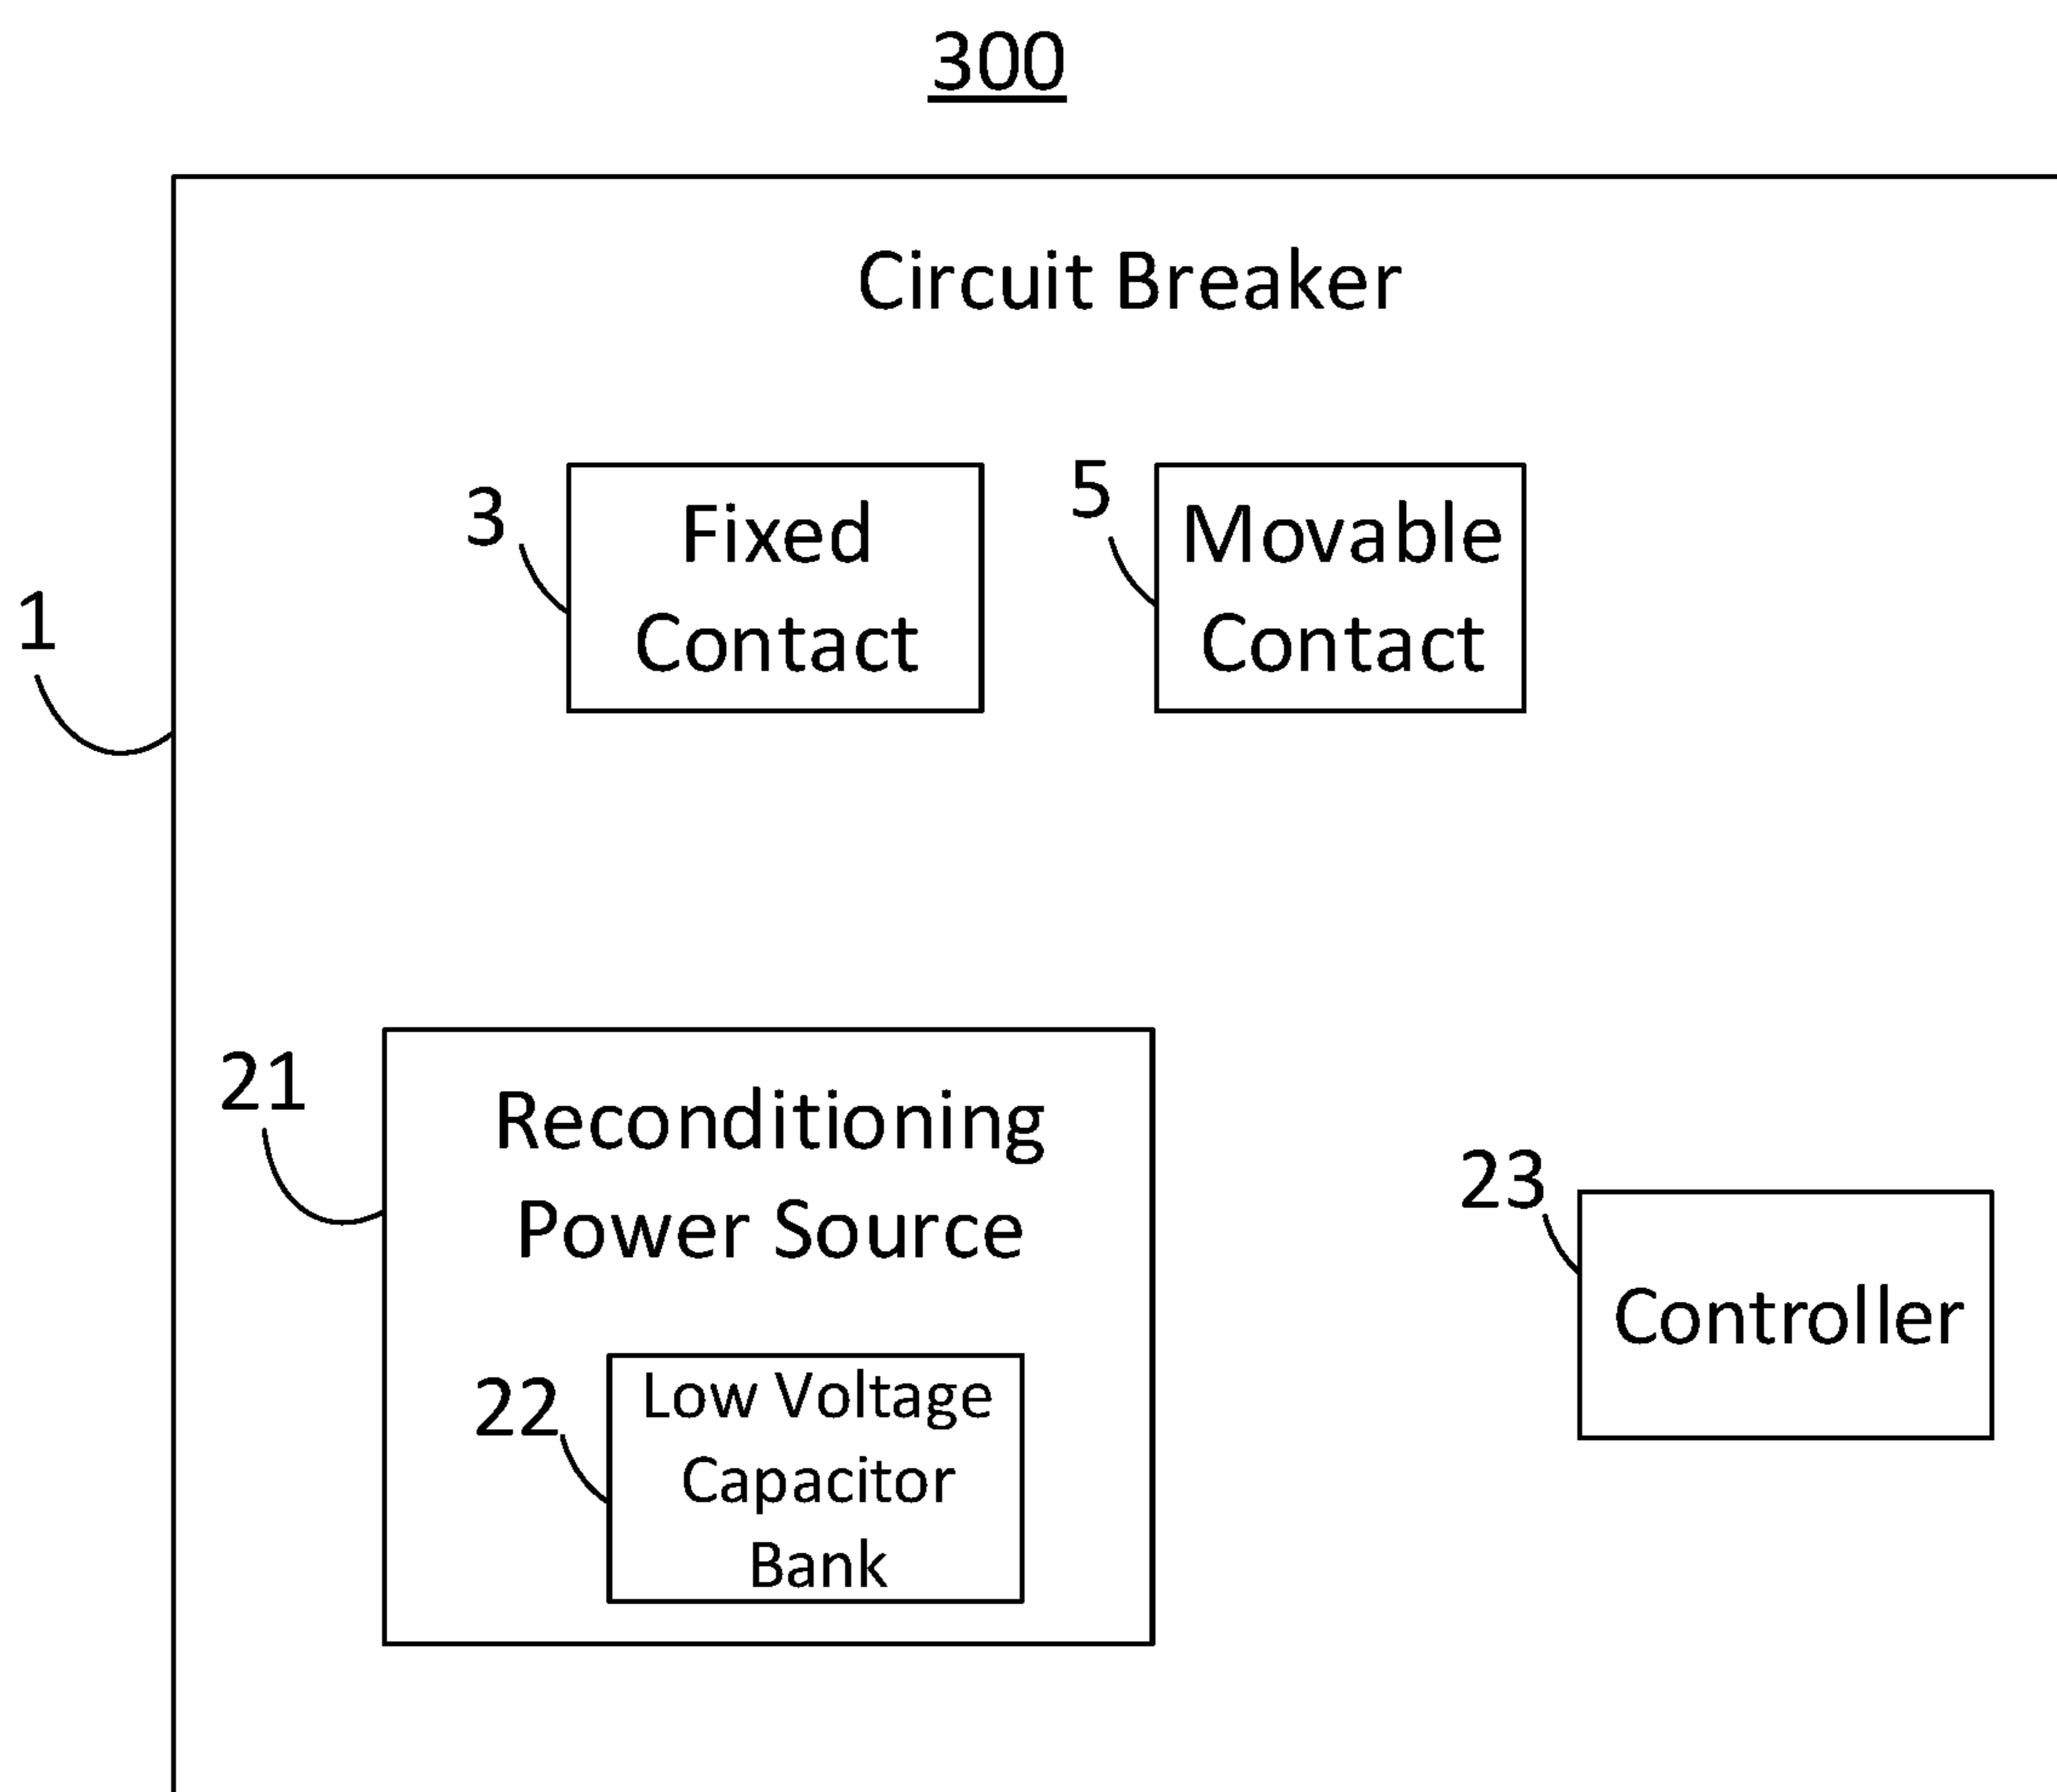 300
Circuit Breaker
3
Fixed
Contact
5
Movable
Contact
1
21
Reconditioning
Power Source
22
Low Voltage
Capacitor
Bank
23
Controller